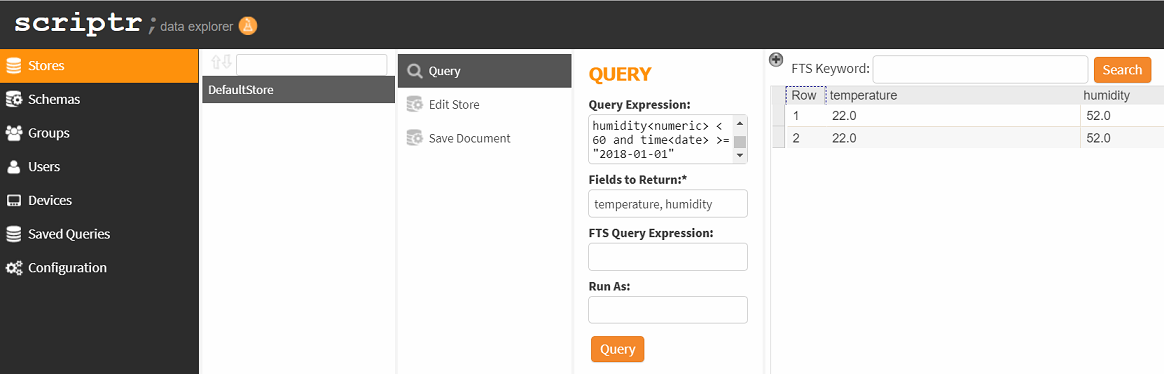 scriptr ; data explorer
Stores
Schemas
Groups
Users
Devices
Saved Queries
Configuration
DefaultStore
Query
Edit Store
Save Document
QUERY
Query Expression:
humidity<numeric> <
60 and time<date> >=
"2018-01-01"
Fields to Return:*
temperature, humidity
FTS Query Expression:
Run As:
Query
FTS Keyword: Search
Row temperature humidity
1 22.0 52.0
2 22.0 52.0